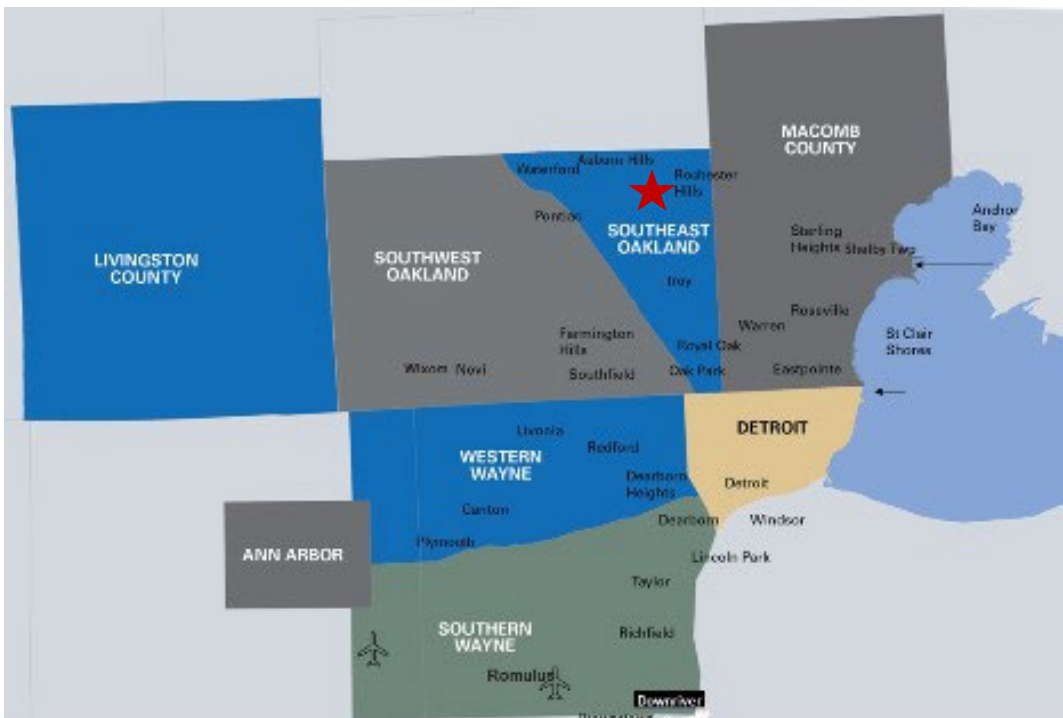 MACOMB
COUNTY
Auburn Hills
Waterford
Rochester
Hills
Pontiac
SOUTHEAST
OAKLAND
Anchor
Bay
Sterling
Heights
Shelby Twp
LIVINGSTON
COUNTY
SOUTHWEST
OAKLAND
troy
Roseville
Warren
St Clair
Shores
Farmington
Hills
Royal Oak
Wixom Novi
Southfield
Oak Park
Eastpointe
Livonia
DETROIT
Redford
WESTERN
WAYNE
Dearborn
Heights
Detroit
Canton
Dearborn
Windsor
Plymouth
ANN ARBOR
Lincoln Park
Taylor
SOUTHERN
WAYNE
Richfield
Romulus
Downriver